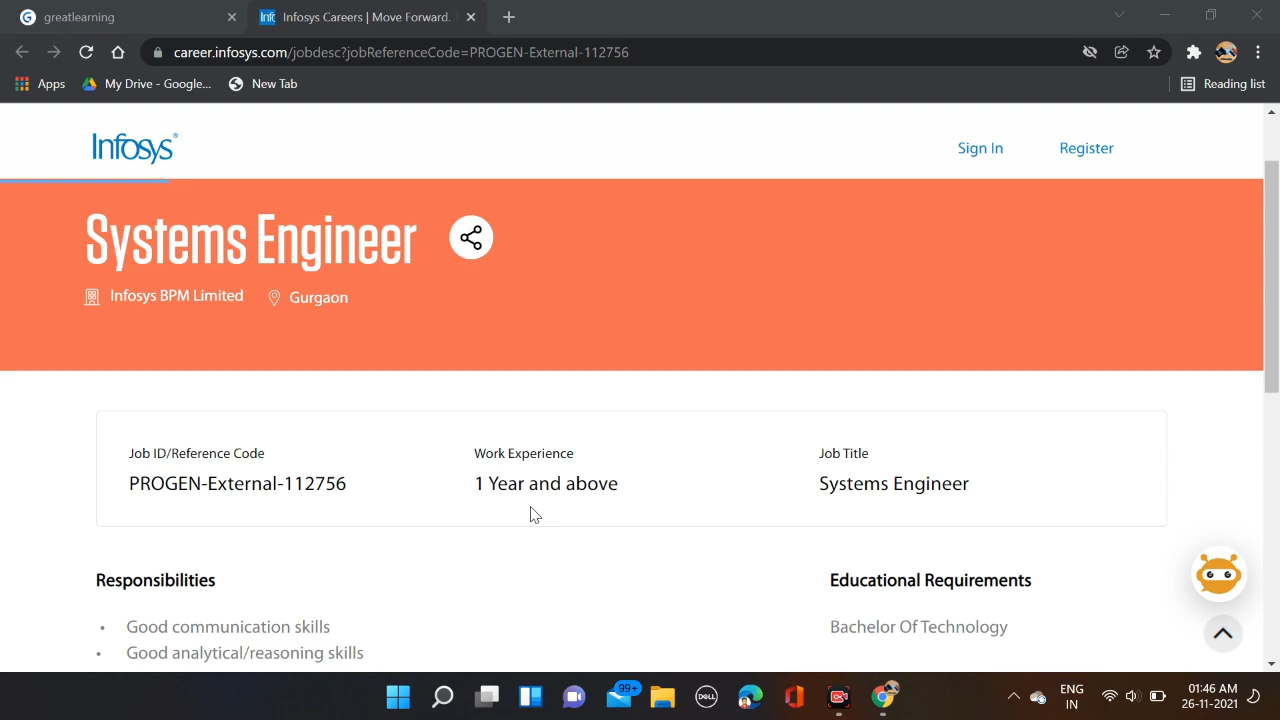 greatlearning
Infosys Careers | Move Forward.
career.infosys.com/jobdesc?jobReferenceCode=PROGEN-External-112756
Apps My Drive - Google... New Tab Reading list
Infosys® Sign In Register
Systems Engineer
Infosys BPM Limited Gurgaon
Job ID/Reference Code Work Experience Job Title
PROGEN-External-112756 1 Year and above Systems Engineer
Responsibilities Educational Requirements
• Good communication skills Bachelor Of Technology
• Good analytical/reasoning skills
99+ DELL ENG 01:46 AM
IN 26-11-2021